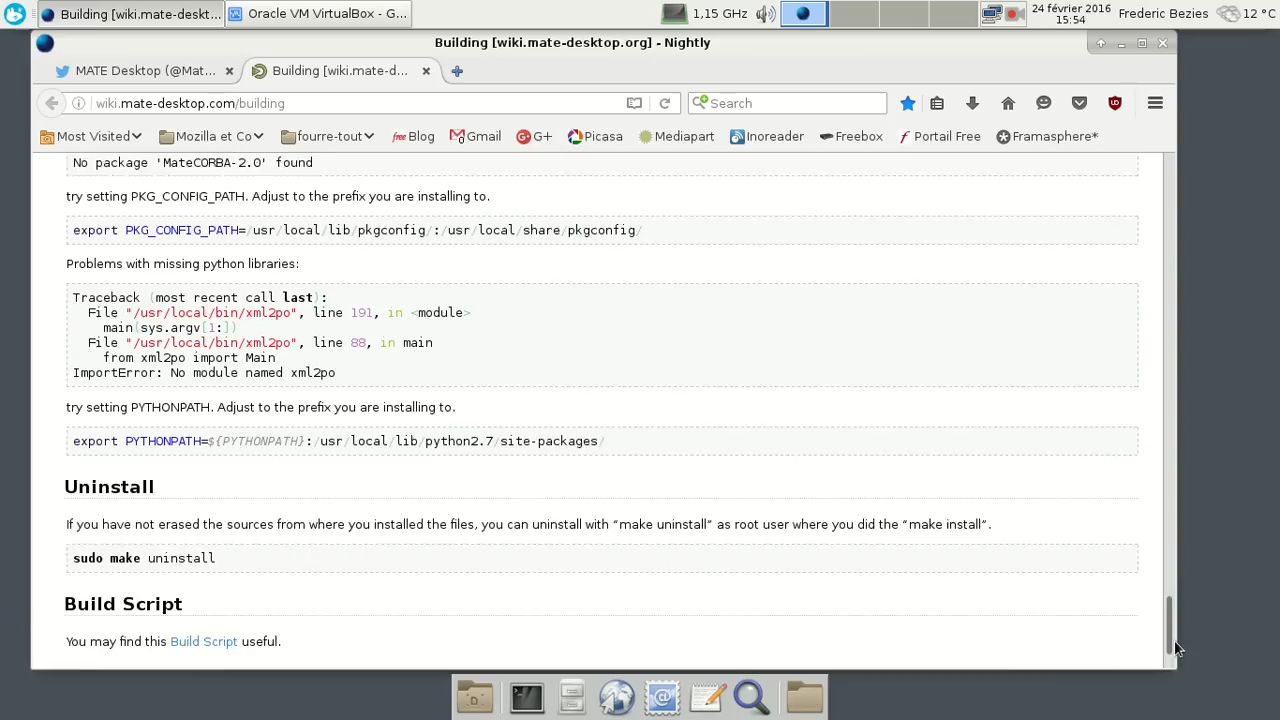 Building [wiki.mate-deskt...
Oracle VM VirtualBox - G...
1,15 GHz
24 février 2016
15:54
Frederic Bezies
12 °C
Building [wiki.mate-desktop.org] - Nightly
MATE Desktop (@Mat...
Building [wiki.mate-d...
wiki.mate-desktop.com/building
Search
Most Visited
Mozilla et Co
fourre-tout
free Blog
Gmail
G+
Picasa
Mediapart
Inoreader
Freebox
Portail Free
Framasphere*
No package 'MateCORBA-2.0' found
try setting PKG_CONFIG_PATH. Adjust to the prefix you are installing to.
export PKG_CONFIG_PATH=/usr/local/lib/pkgconfig/:/usr/local/share/pkgconfig/
Problems with missing python libraries:
Traceback (most recent call last):
File "/usr/local/bin/xml2po", line 191, in <module>
main(sys.argv[1:])
File "/usr/local/bin/xml2po", line 88, in main
from xml2po import Main
ImportError: No module named xml2po
try setting PYTHONPATH. Adjust to the prefix you are installing to.
export PYTHONPATH=${PYTHONPATH}:/usr/local/lib/python2.7/site-packages/
Uninstall
If you have not erased the sources from where you installed the files, you can uninstall with “make uninstall” as root user where you did the “make install”.
sudo make uninstall
Build Script
You may find this Build Script useful.